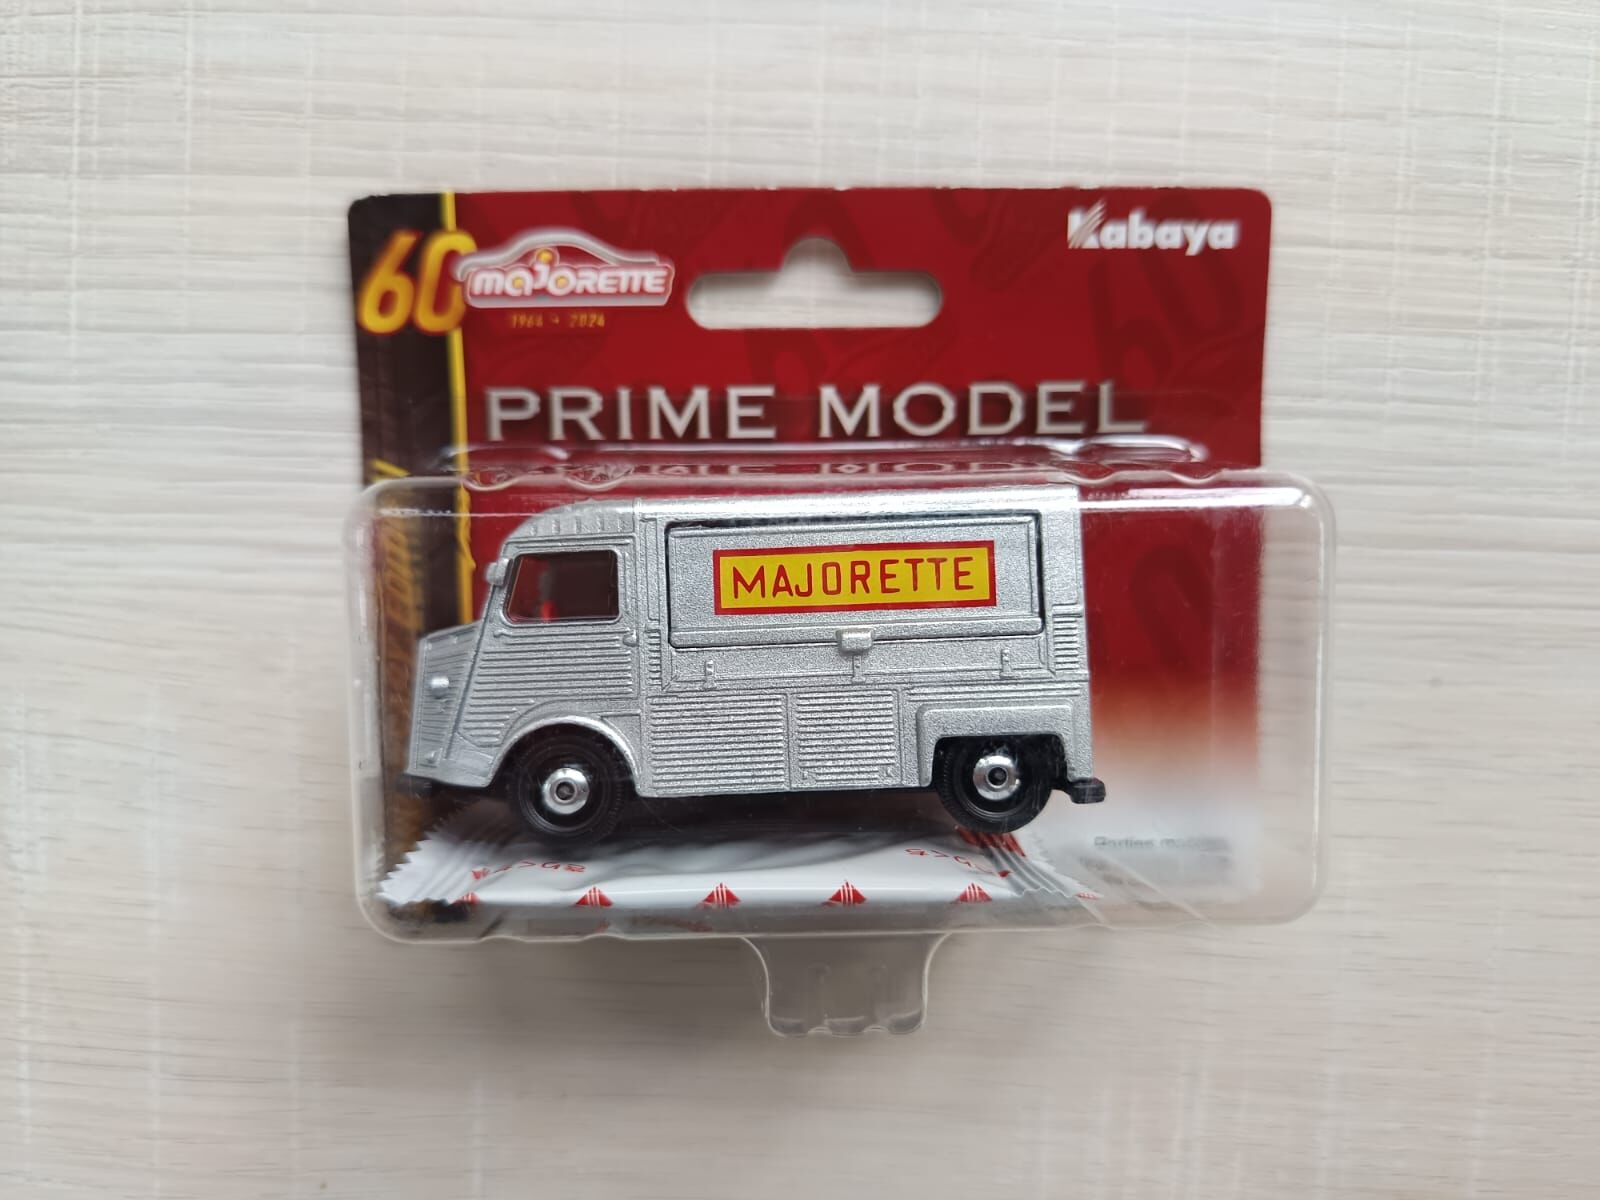 60
MAJORETTE
1964 - 2024
Kabaya
PRIME MODEL
MAJORETTE